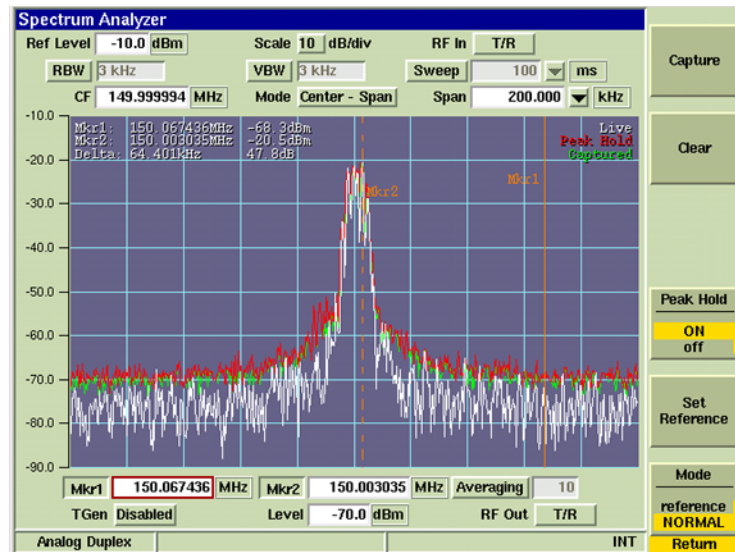 Spectrum Analyzer
Ref Level -10.0 dBm Scale 10 dB/div RF In T/R
RBW 3 kHz VBW 3 kHz Sweep 100 ms
CF 149.999994 MHz Mode Center - Span Span 200.000 kHz
-10.0
Mkr1: 150.067436MHz -68.3dBm Live
Mkr2: 150.003035MHz -20.5dBm Peak Hold
Delta: 64.401kHz 47.8dB Captured
-20.0
Mkr1
Mkr2
-30.0
-40.0
-50.0
-60.0
-70.0
-80.0
-90.0
Mkr1 150.067436 MHz Mkr2 150.003035 MHz Averaging 10
TGen Disabled Level -70.0 dBm RF Out T/R
Analog Duplex INT
Capture
Clear
Peak Hold
ON
off
Set
Reference
Mode
reference
NORMAL
Return